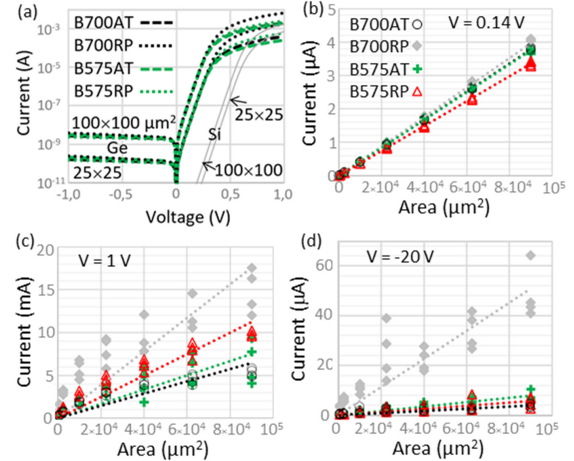 (a)
B700AT
B700RP
B575AT
B575RP
100×100 μm²
Ge
25×25
Si
25×25
100×100
Current (A)
10⁻³
10⁻⁵
10⁻⁷
10⁻⁹
10⁻¹¹
-1,0 -0,5 0 0,5 1,0
Voltage (V)
(b)
B700AT
B700RP
B575AT
B575RP
V = 0.14 V
Current (μA)
5
4
3
2
1
0
0 2×10⁴ 4×10⁴ 6×10⁴ 8×10⁴ 10⁵
Area (μm²)
(c)
V = 1 V
Current (mA)
20
15
10
5
0
0 2×10⁴ 4×10⁴ 6×10⁴ 8×10⁴ 10⁵
Area (μm²)
(d)
V = -20 V
Current (μA)
60
40
20
0
0 2×10⁴ 4×10⁴ 6×10⁴ 8×10⁴ 10⁵
Area (μm²)